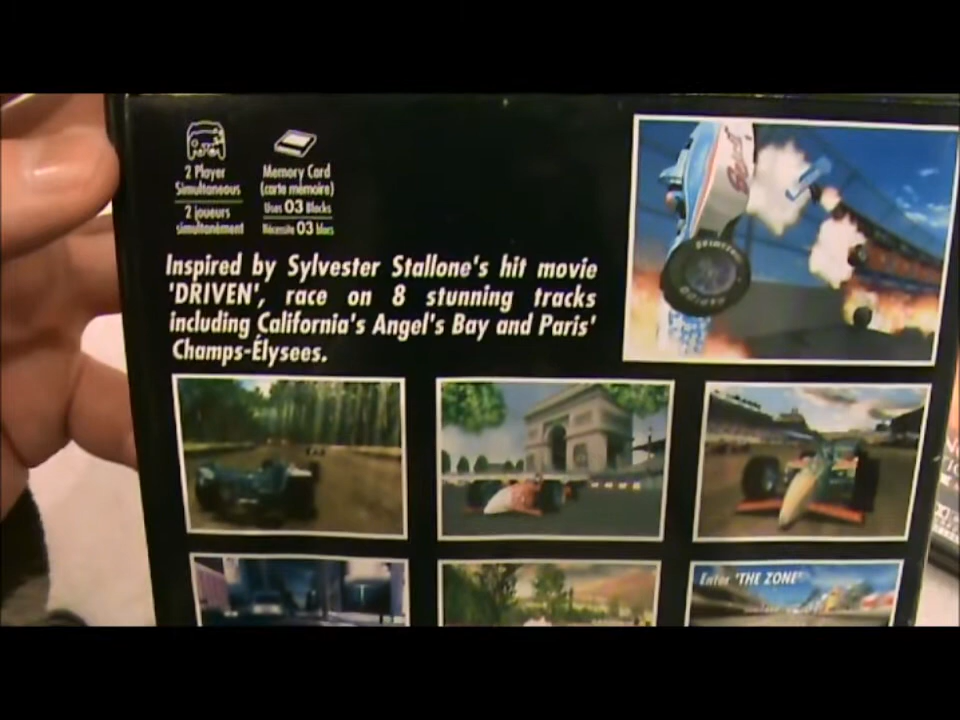 2 Player
Simultaneous
2 joueurs
simultanément
Memory Card
(carte mémoire)
Uses 03 Blocks
Nécessite 03 blocs
Inspired by Sylvester Stallone's hit movie
'DRIVEN', race on 8 stunning tracks
including California's Angel's Bay and Paris'
Champs-Élysees.
Enter 'THE ZONE'